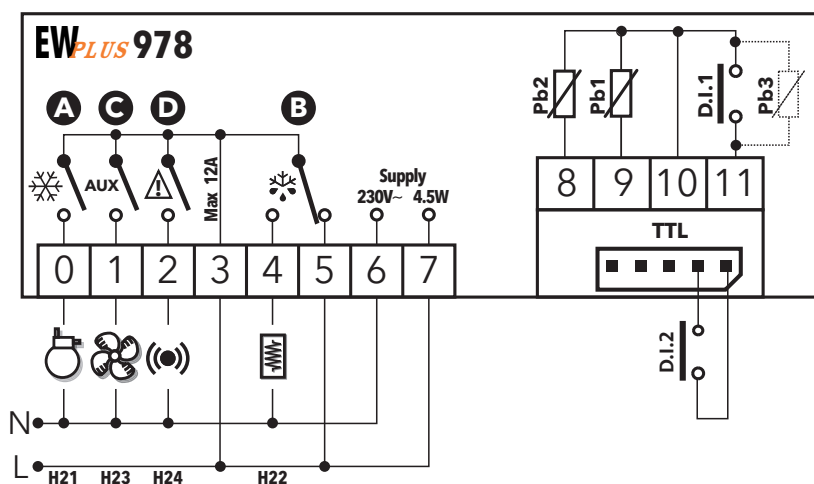 EWPLUS 978
A C D B
Pb2 Pb1 D.I.1 Pb3
AUX
Max 12A
Supply
230V~ 4.5W
8 9 10 11
TTL
0 1 2 3 4 5 6 7
D.I.2
N
L
H21 H23 H24 H22